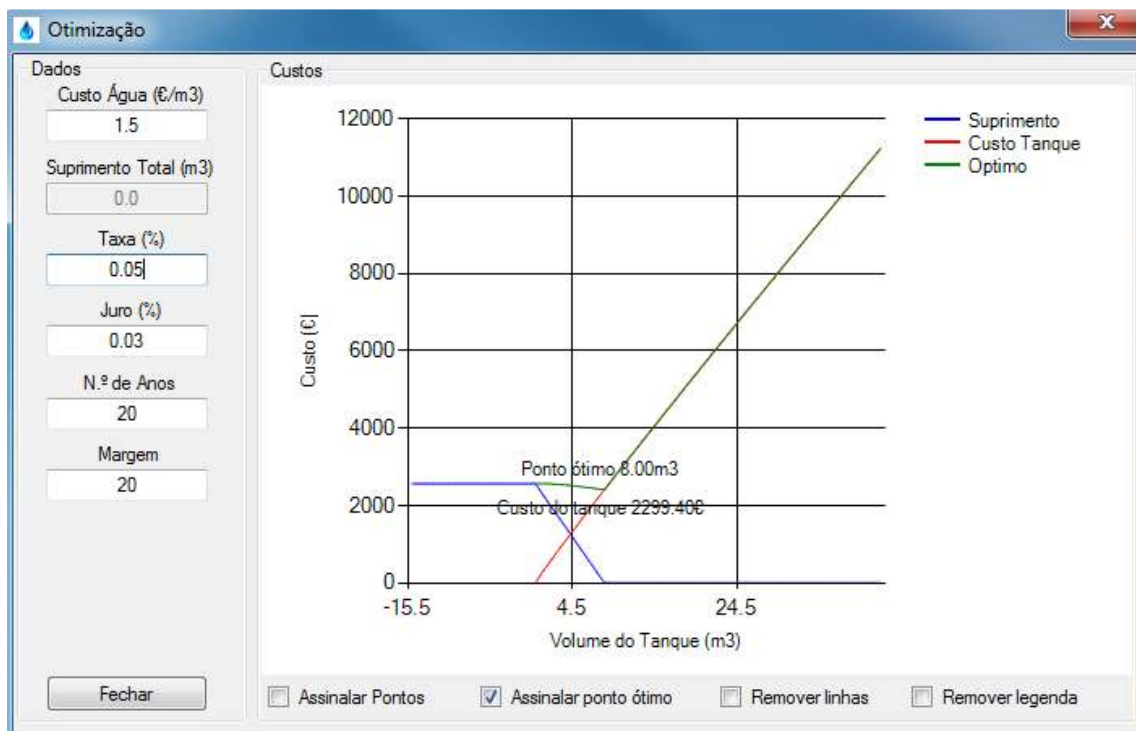 Otimização
Dados
Custo Água (€/m3)
1.5
Suprimento Total (m3)
0.0
Taxa (%)
0.05
Juro (%)
0.03
N.º de Anos
20
Margem
20
Fechar
Custos
12000
10000
8000
6000
4000
2000
0
Custo (€|
-15.5
4.5
24.5
Volume do Tanque (m3)
Ponto ótimo 8.00m3
Custo do tanque 2299.40€
Suprimento
Custo Tanque
Optimo
Assinalar Pontos
Assinalar ponto ótimo
Remover linhas
Remover legenda